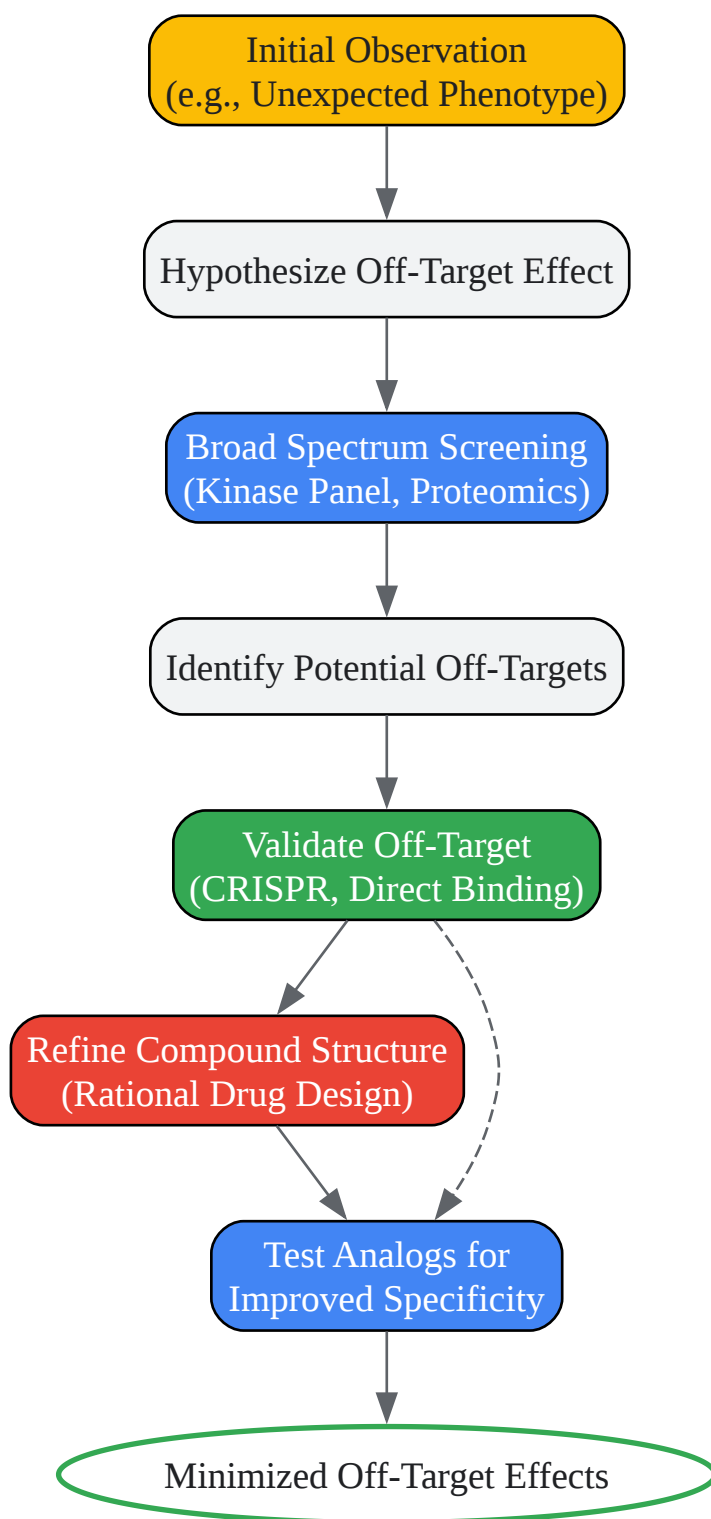 Initial Observation
(e.g., Unexpected Phenotype)
Hypothesize Off-Target Effect
Broad Spectrum Screening
(Kinase Panel, Proteomics)
Identify Potential Off-Targets
Validate Off-Target
(CRISPR, Direct Binding)
Refine Compound Structure
(Rational Drug Design)
Test Analogs for
Improved Specificity
Minimized Off-Target Effects